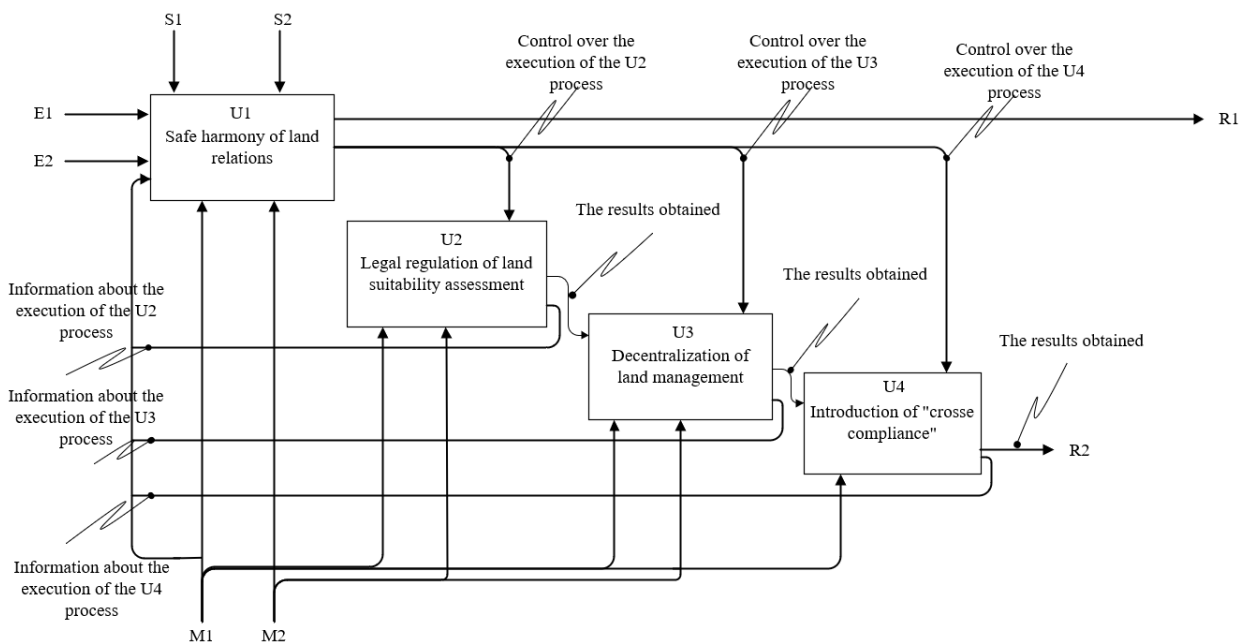 S1
S2
Control over the
execution of the U2
process
Control over the
execution of the U3
process
Control over the
execution of the U4
process
E1
E2
U1
Safe harmony of land
relations
R1
The results obtained
U2
Legal regulation of land
suitability assessment
The results obtained
Information about the
execution of the U2
process
U3
Decentralization of
land management
The results obtained
Information about the
execution of the U3
process
U4
Introduction of "crosse
compliance"
R2
Information about the
execution of the U4
process
M1
M2